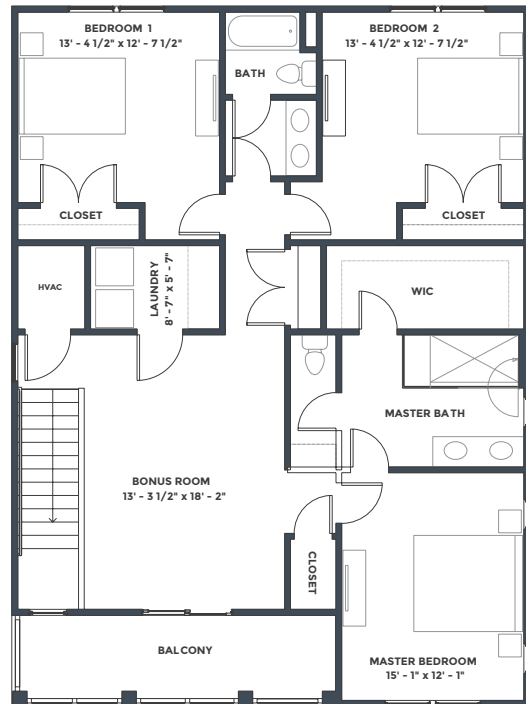 BEDROOM 1
13' - 4 1/2" x 12' - 7 1/2"
BATH
BEDROOM 2
13' - 4 1/2" x 12' - 7 1/2"
CLOSET
CLOSET
HVAC
LAUNDRY
8' - 7" x 5' - 7"
WIC
MASTER BATH
BONUS ROOM
13' - 3 1/2" x 18' - 2"
CLOSET
BALCONY
MASTER BEDROOM
15' - 1" x 12' - 1"